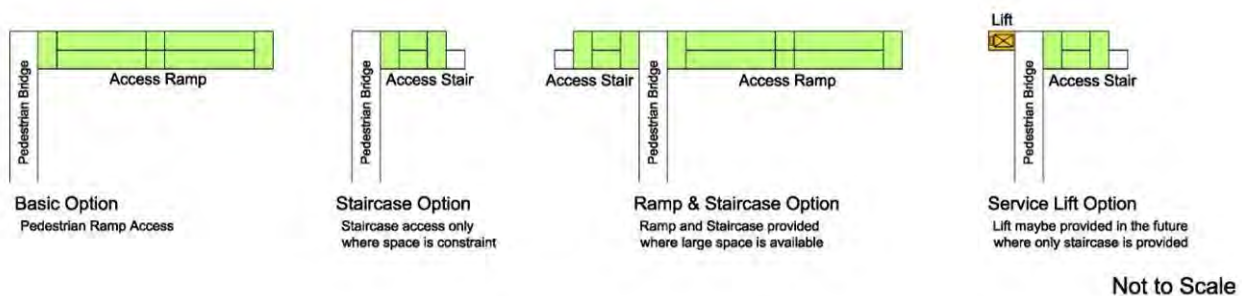 Pedestrian Bridge
Access Ramp
Basic Option
Pedestrian Ramp Access
Pedestrian Bridge
Access Stair
Staircase Option
Staircase access only
where space is constraint
Access Stair
Pedestrian Bridge
Access Ramp
Ramp & Staircase Option
Ramp and Staircase provided
where large space is available
Lift
Pedestrian Bridge
Access Stair
Service Lift Option
Lift maybe provided in the future
where only staircase is provided
Not to Scale